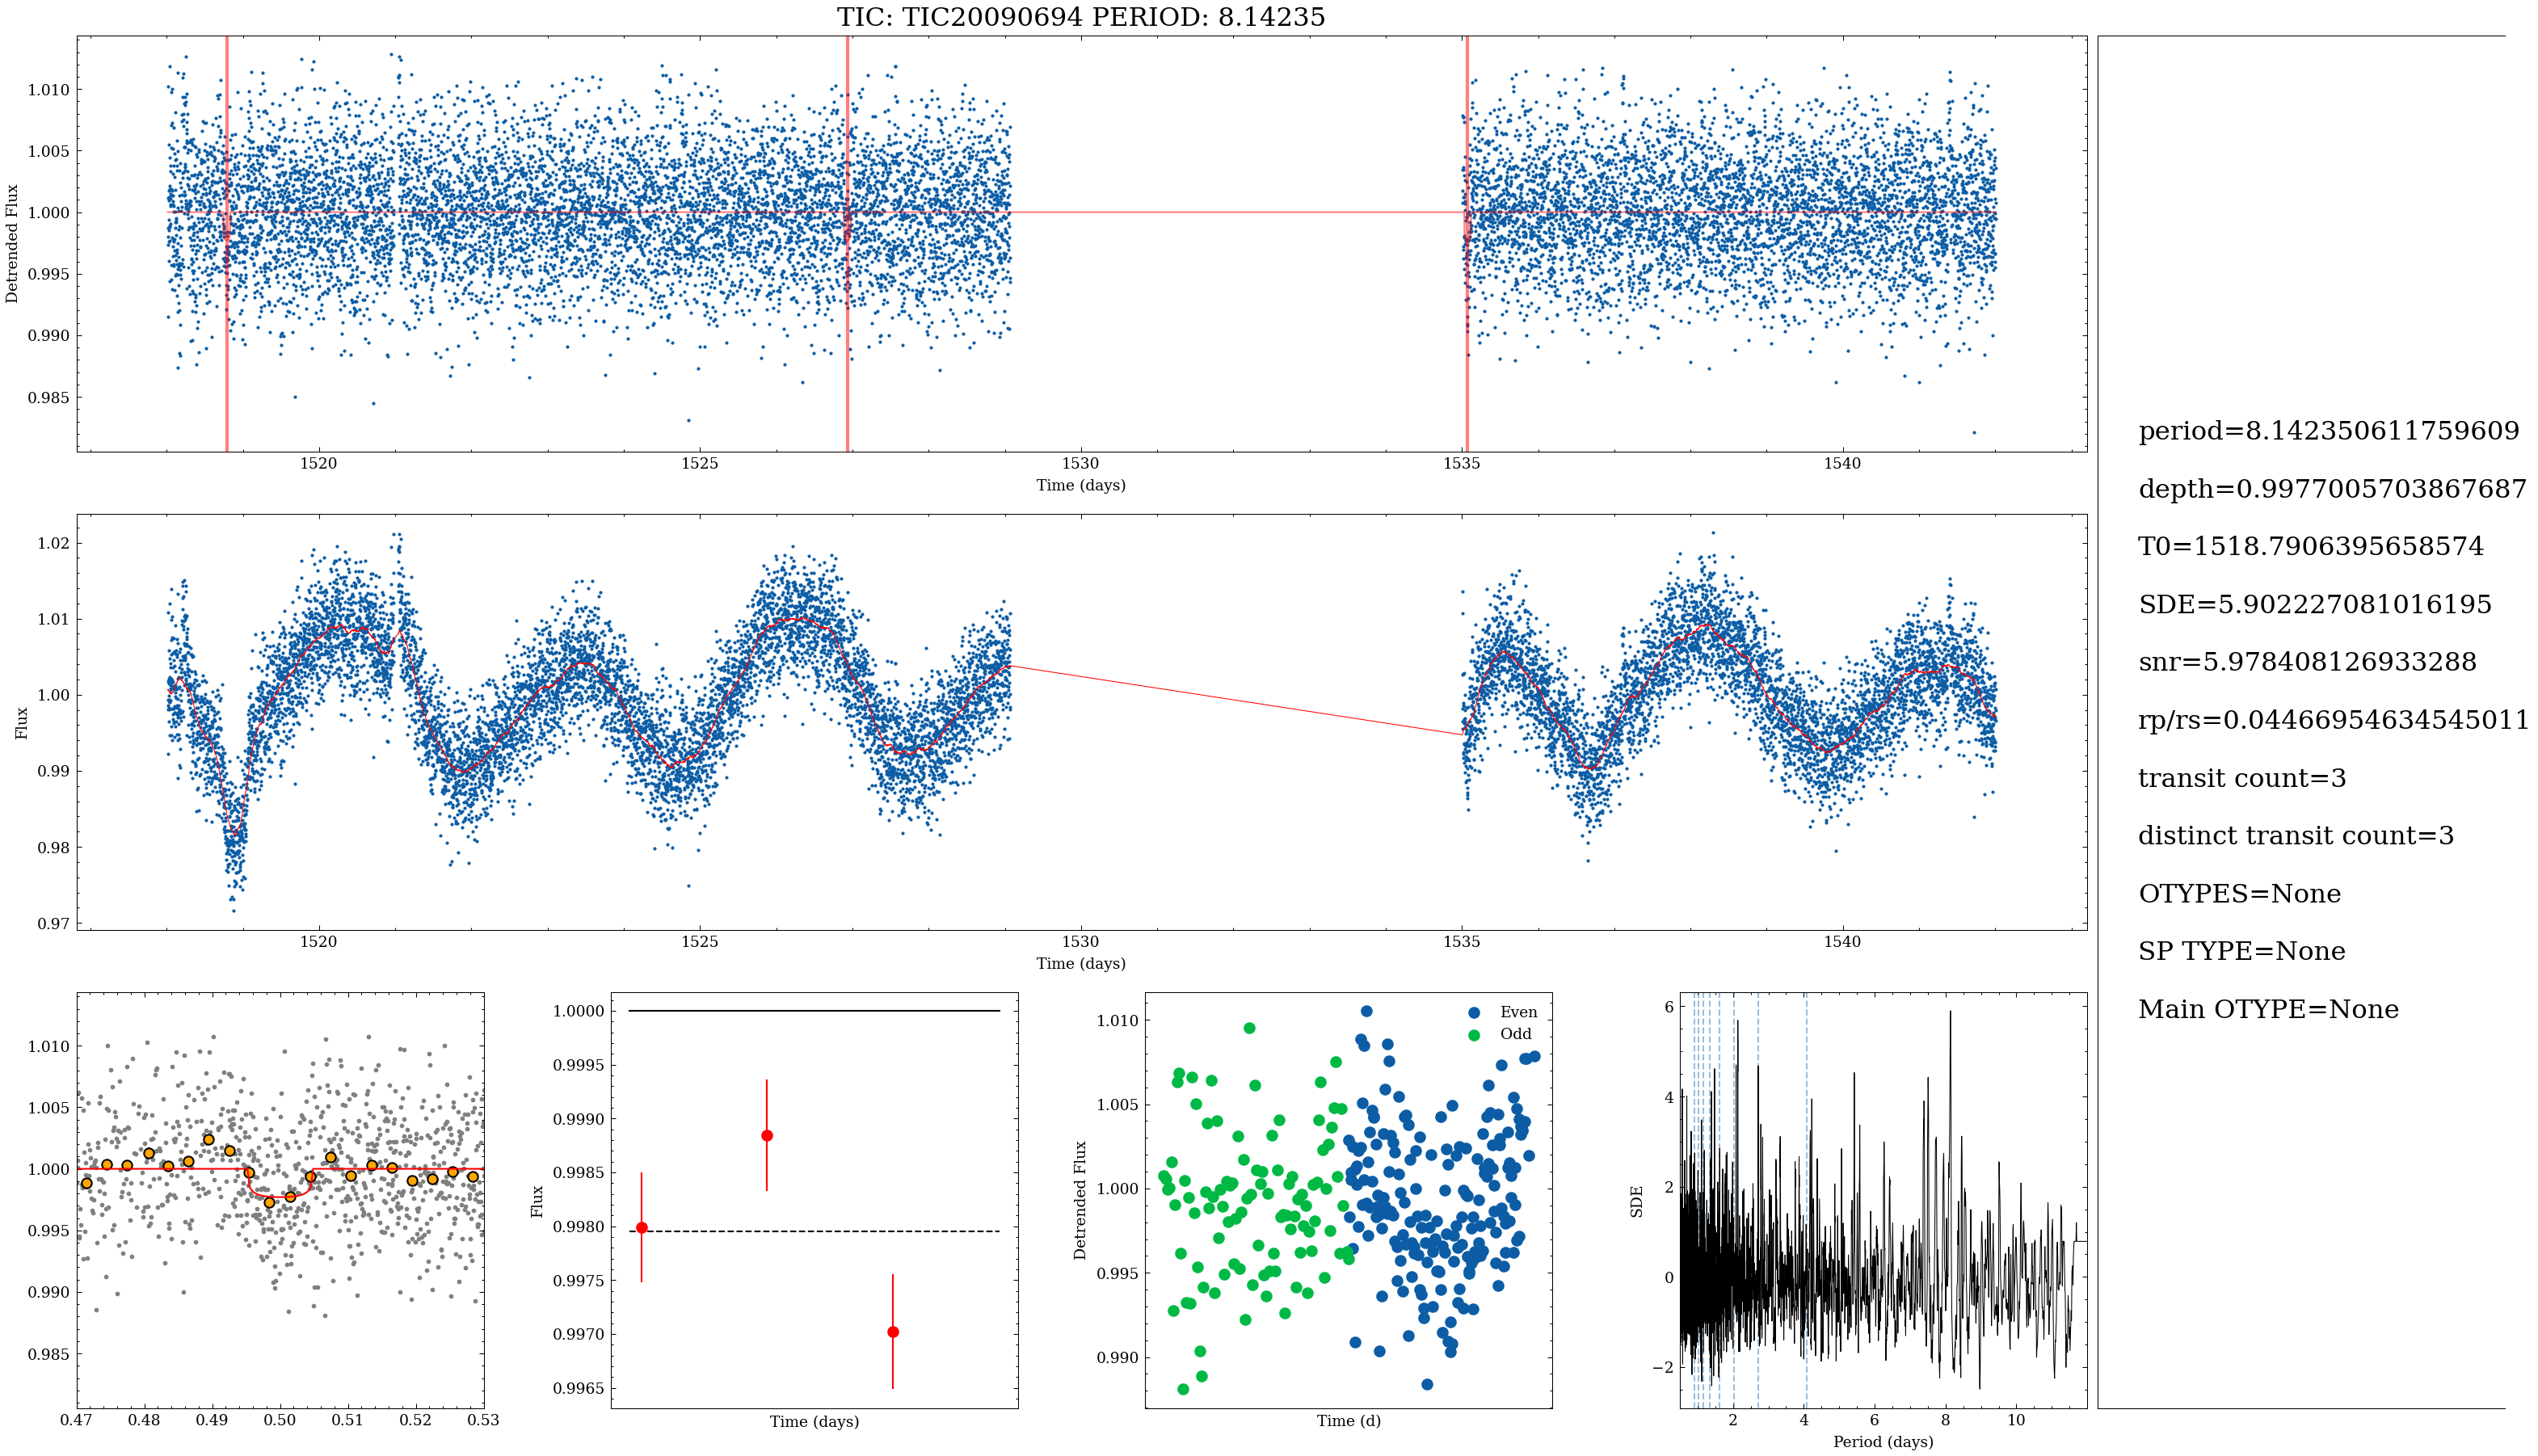 TIC: TIC20090694 PERIOD: 8.14235
1.010
1.005
1.000
0.995
0.990
0.985
Detrended Flux
1520
1525
1530
1535
1540
Time (days)
1.02
1.01
1.00
0.99
0.98
0.97
Flux
1520
1525
1530
1535
1540
Time (days)
period=8.142350611759609
depth=0.9977005703867687
T0=1518.7906395658574
SDE=5.902227081016195
snr=5.978408126933288
rp/rs=0.04466954634545011
transit count=3
distinct transit count=3
OTYPES=None
SP TYPE=None
Main OTYPE=None
1.010
1.005
1.000
0.995
0.990
0.985
0.47
0.48
0.49
0.50
0.51
0.52
0.53
1.0000
0.9995
0.9990
0.9985
0.9980
0.9975
0.9970
0.9965
Flux
Time (days)
1.010
1.005
1.000
0.995
0.990
Detrended Flux
Even
Odd
Time (d)
6
4
2
0
−2
SDE
2
4
6
8
10
Period (days)